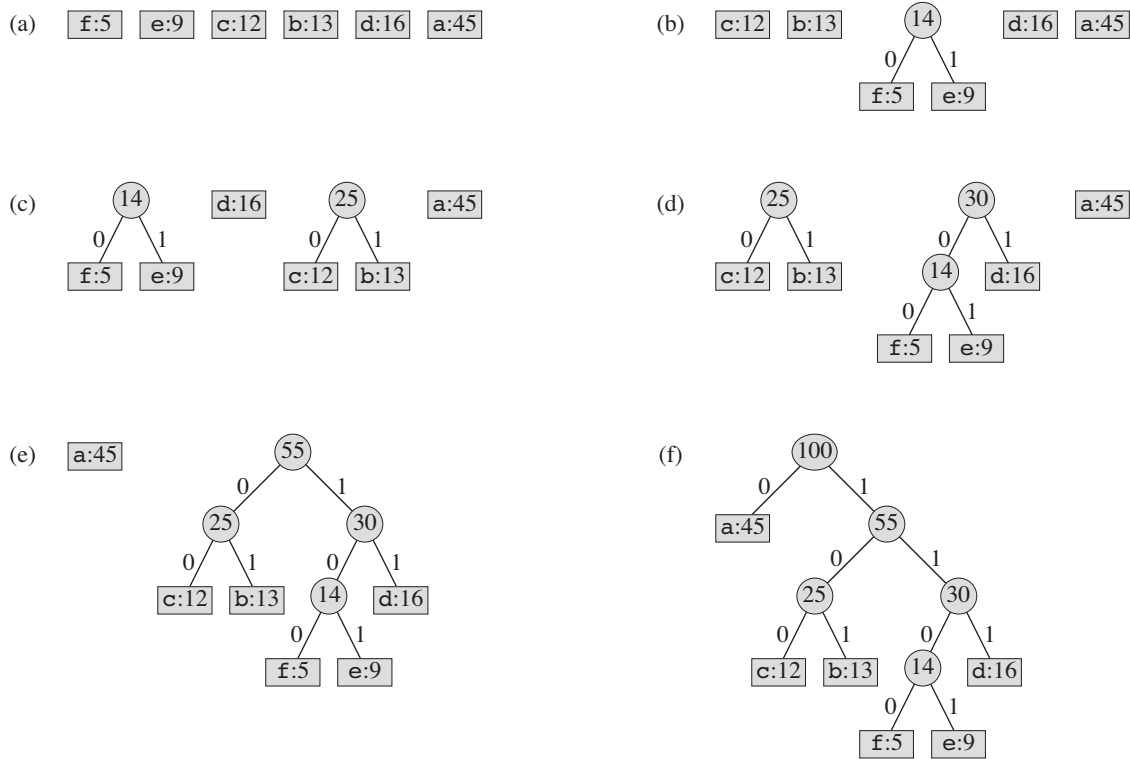 (a) f:5 e:9 c:12 b:13 d:16 a:45
(b) c:12 b:13 14 d:16 a:45
0 1
f:5 e:9
(c) 14 d:16 25 a:45
0 1 0 1
f:5 e:9 c:12 b:13
(d) 25 30 a:45
0 1 0 1
c:12 b:13 14 d:16
0 1
f:5 e:9
(e) a:45 55
0 1
25 30
0 1 0 1
c:12 b:13 14 d:16
0 1
f:5 e:9
(f) 100
0 1
a:45 55
0 1
25 30
0 1 0 1
c:12 b:13 14 d:16
0 1
f:5 e:9